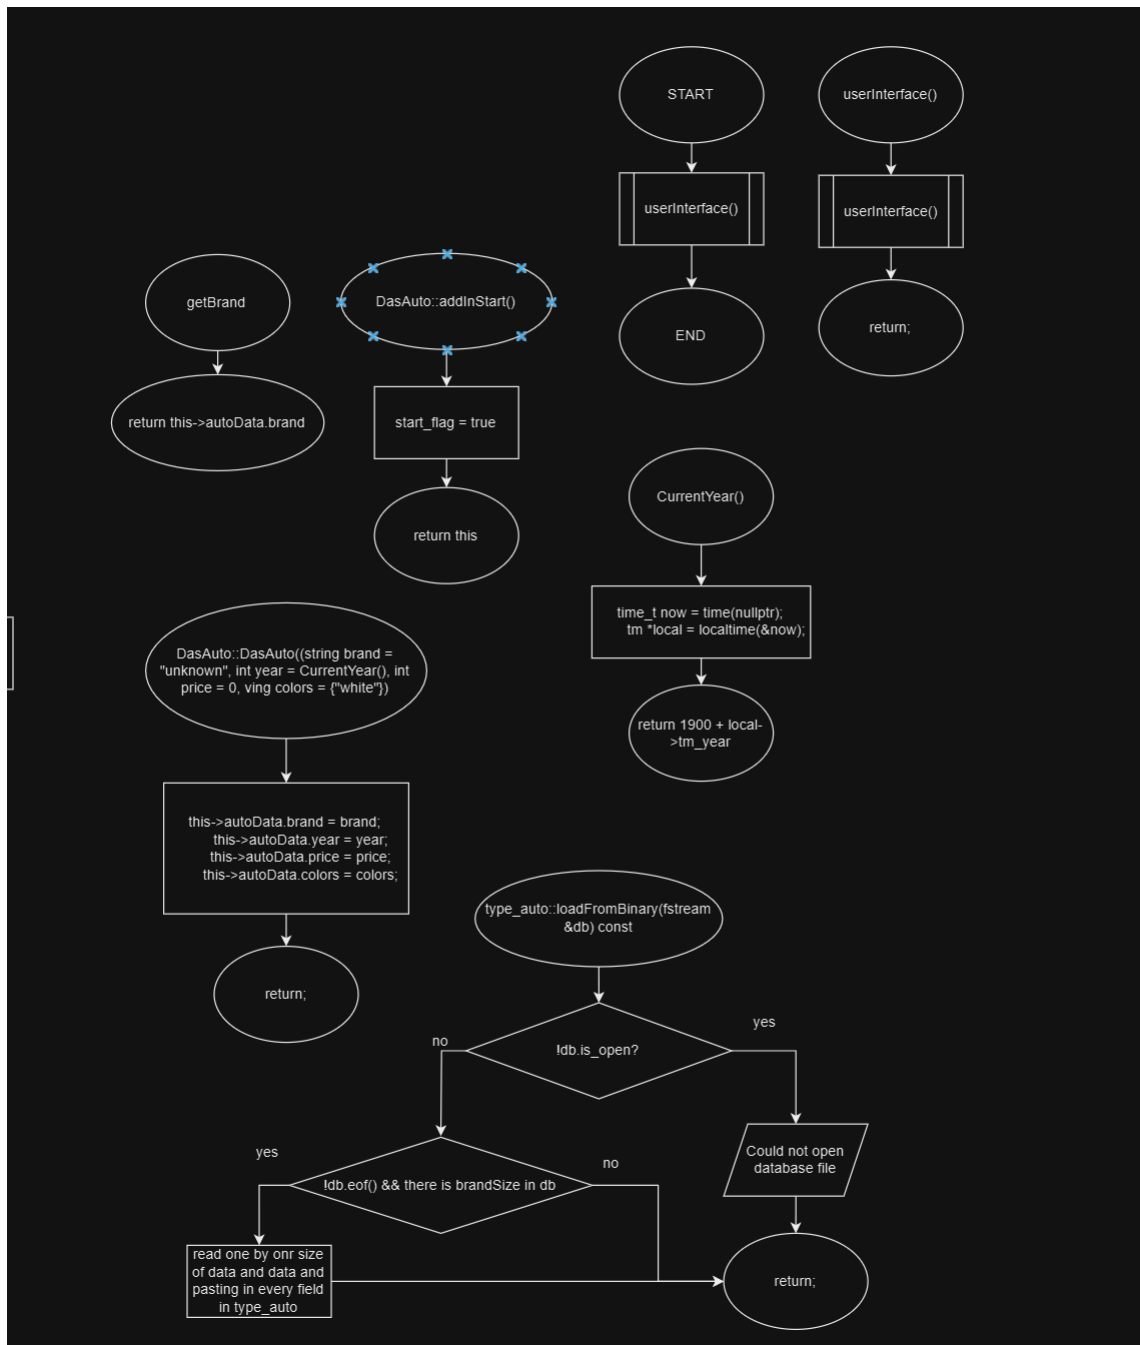 START
userInterface()
userInterface()
userInterface()
getBrand
DasAuto::addInStart()
END
return;
return this->autoData.brand
start_flag = true
return this
CurrentYear()
time_t now = time(nullptr);
tm *local = localtime(&now);
return 1900 + local-
>tm_year
DasAuto::DasAuto((string brand =
"unknown", int year = CurrentYear(), int
price = 0, ving colors = {"white"})
this->autoData.brand = brand;
this->autoData.year = year;
this->autoData.price = price;
this->autoData.colors = colors;
return;
type_auto::loadFromBinary(fstream
&db) const
!db.is_open?
no
yes
Could not open
database file
!db.eof() && there is brandSize in db
yes
no
read one by onr size
of data and data and
pasting in every field
in type_auto
return;